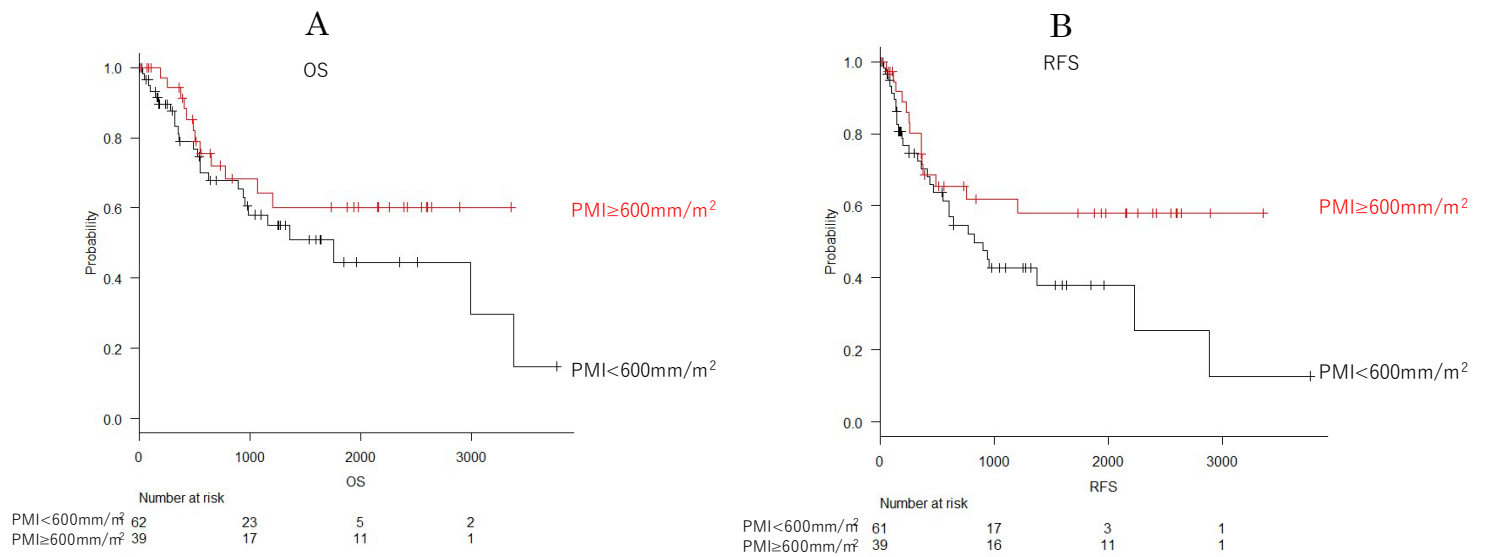 A
OS
1.0
0.8
0.6
0.4
0.2
0.0
Probability
PMI≥600mm/m²
PMI<600mm/m²
0 1000 2000 3000
OS
Number at risk
PMI<600mm/m² 62 23 5 2
PMI≥600mm/m² 39 17 11 1
B
RFS
1.0
0.8
0.6
0.4
0.2
0.0
Probability
PMI≥600mm/m²
PMI<600mm/m²
0 1000 2000 3000
RFS
Number at risk
PMI<600mm/m² 61 17 3 1
PMI≥600mm/m² 39 16 11 1